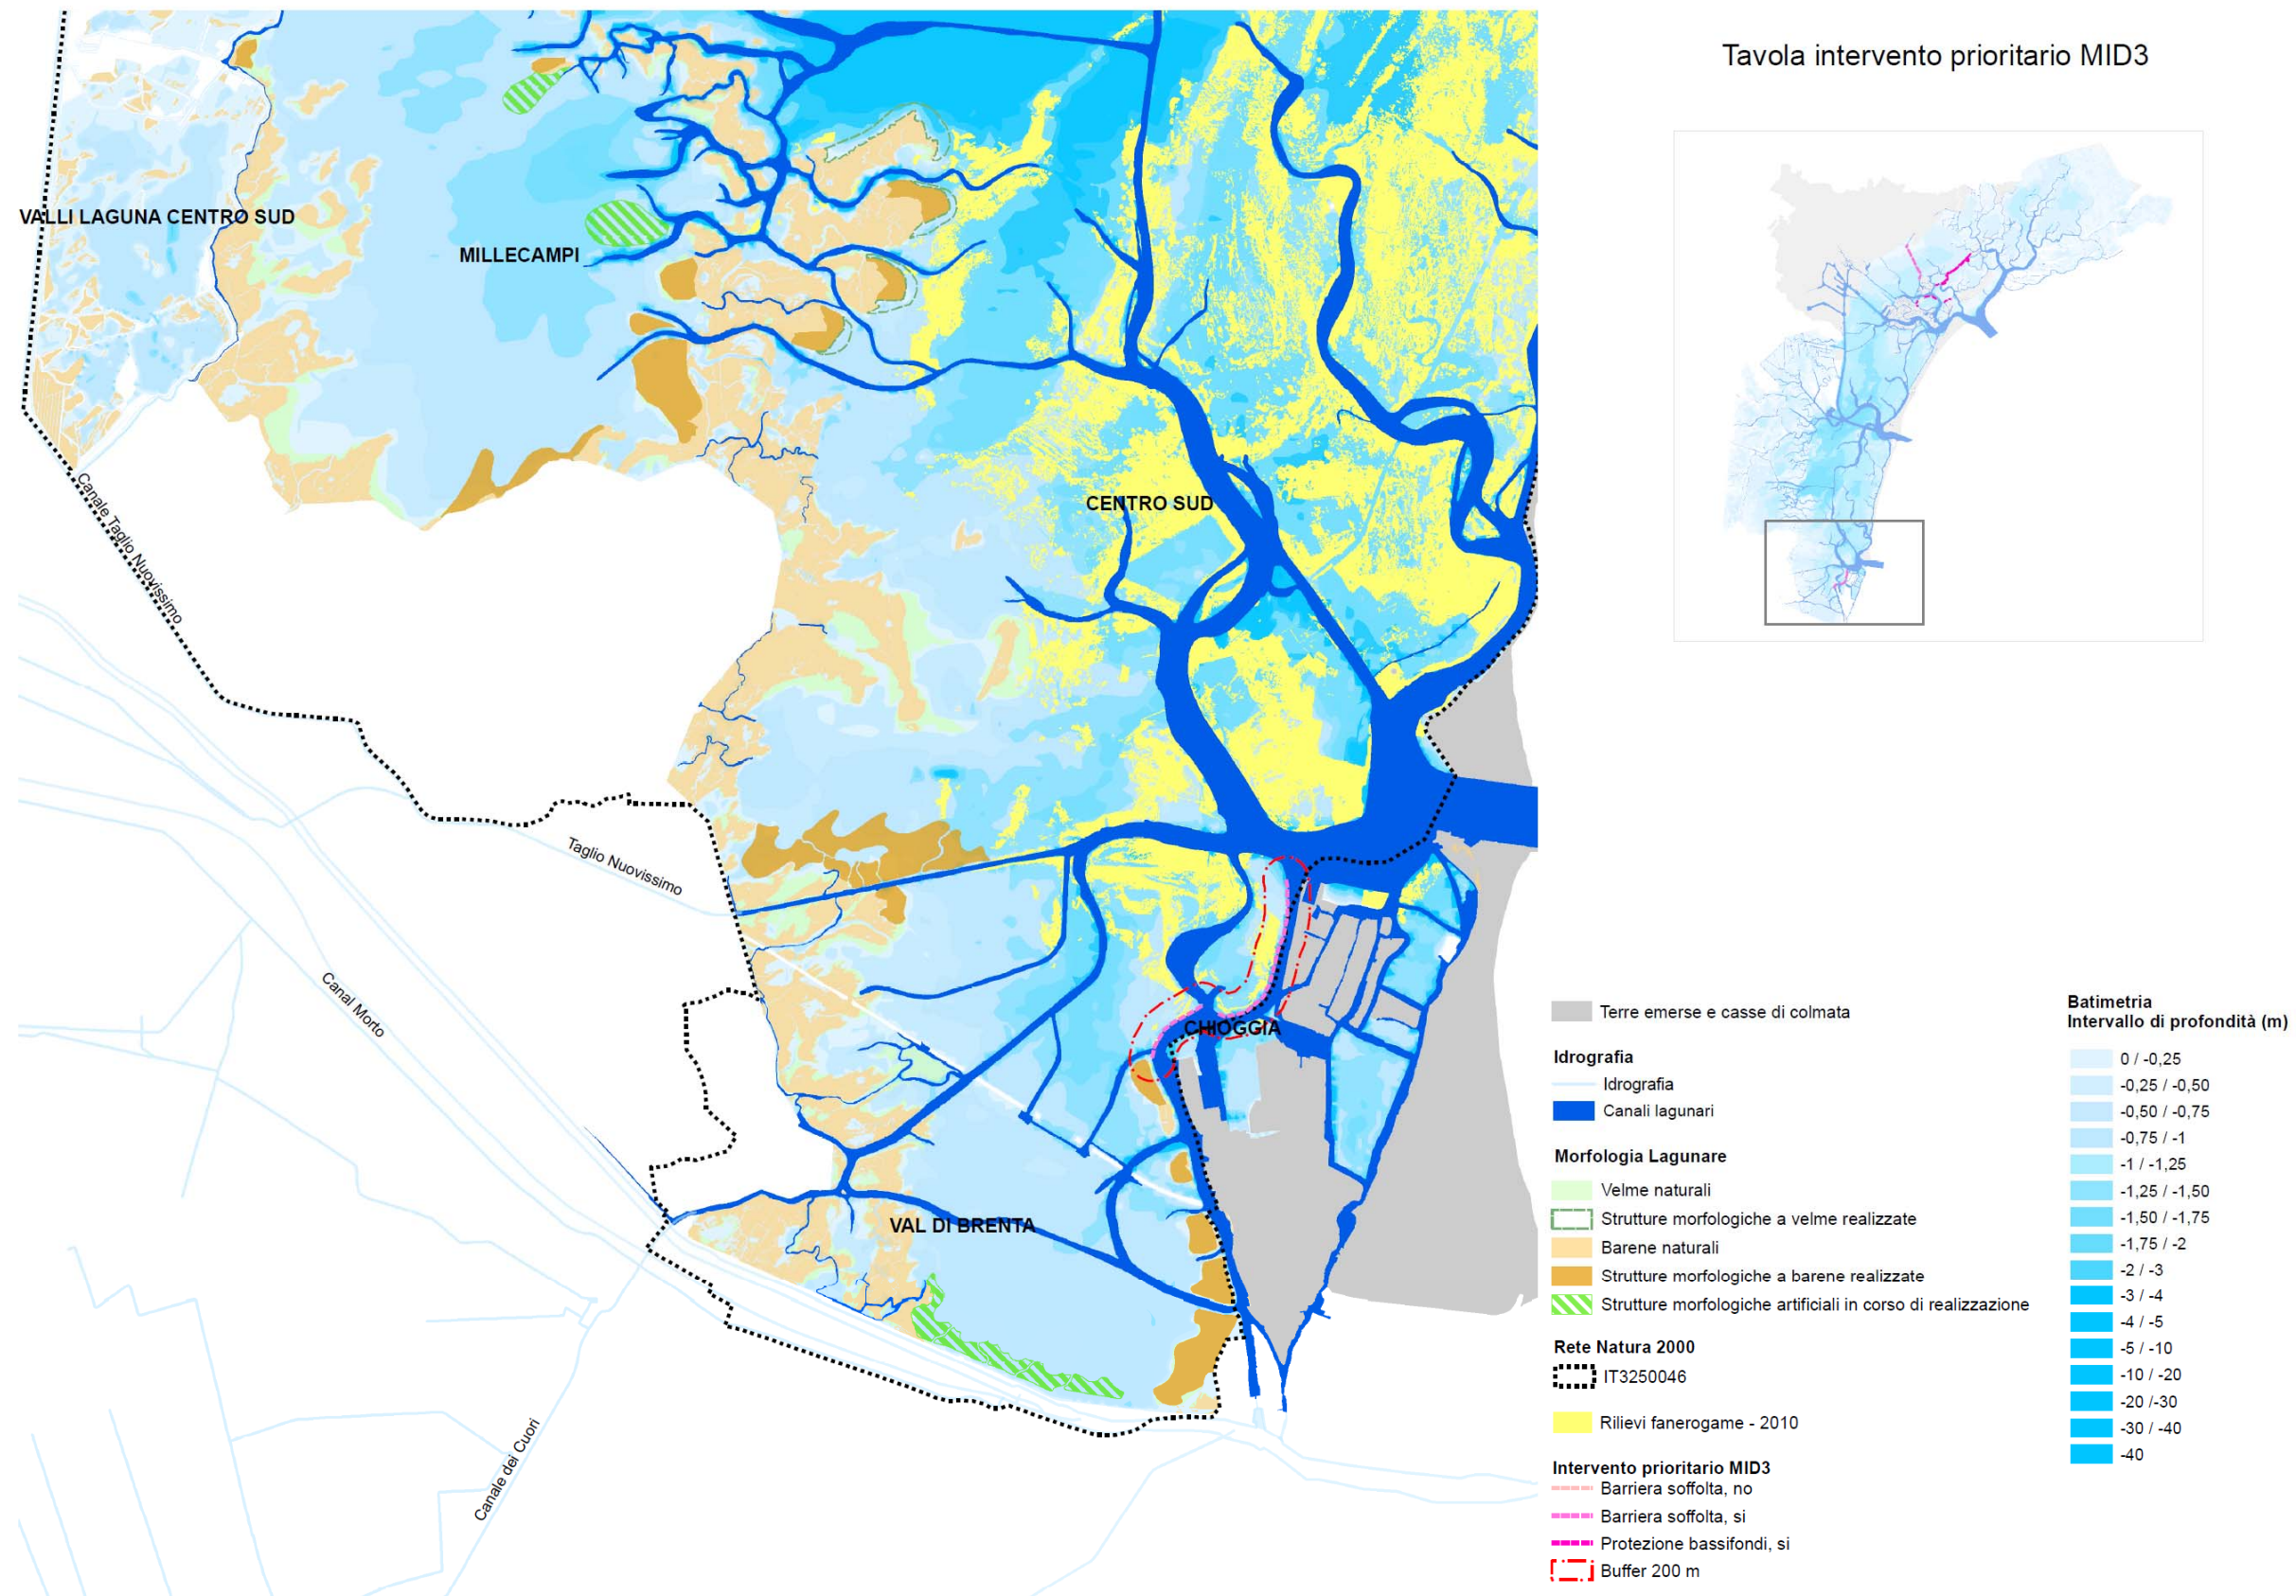 Tavola intervento prioritario MID3
VALLI LAGUNA CENTRO SUD
MILLECAMPI
CENTRO SUD
Canale Taglio Nuovissimo
Taglio Nuovissimo
Canal Morto
CHIOGGIA
VAL DI BRENTA
Canale dei Cuori
Terre emerse e casse di colmata
Idrografia
Idrografia
Canali lagunari
Morfologia Lagunare
Velme naturali
Strutture morfologiche a velme realizzate
Barene naturali
Strutture morfologiche a barene realizzate
Strutture morfologiche artificiali in corso di realizzazione
Rete Natura 2000
IT3250046
Rilievi fanerogame - 2010
Intervento prioritario MID3
Barriera soffolta, no
Barriera soffolta, si
Protezione bassifondi, si
Buffer 200 m
Batimetria
Intervallo di profondità (m)
0 / -0,25
-0,25 / -0,50
-0,50 / -0,75
-0,75 / -1
-1 / -1,25
-1,25 / -1,50
-1,50 / -1,75
-1,75 / -2
-2 / -3
-3 / -4
-4 / -5
-5 / -10
-10 / -20
-20 /-30
-30 / -40
-40